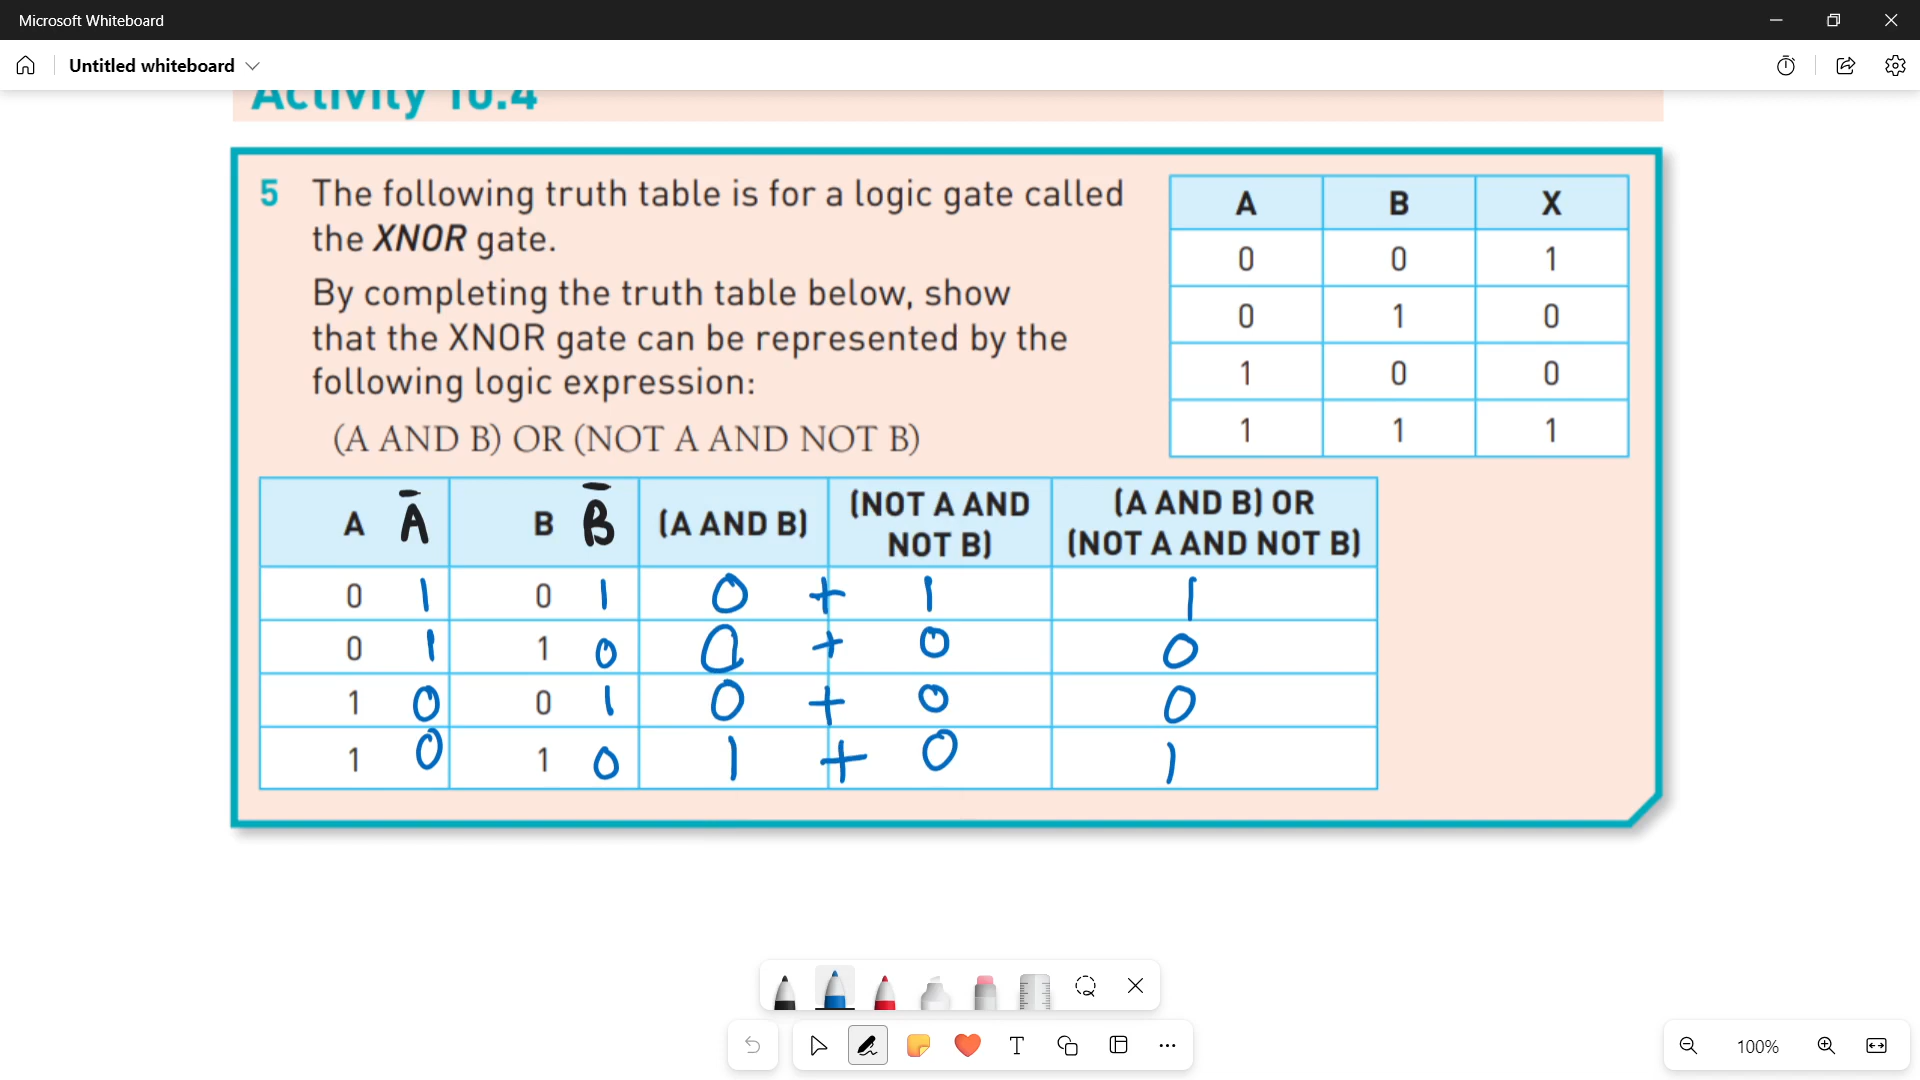 Microsoft Whiteboard
Untitled whiteboard
Activity 10.4
5 The following truth table is for a logic gate called
the XNOR gate.
By completing the truth table below, show
that the XNOR gate can be represented by the
following logic expression:
(A AND B) OR (NOT A AND NOT B)
A B X
0 0 1
0 1 0
1 0 0
1 1 1
A Ā B B̄ (A AND B) (NOT A AND NOT B) (A AND B) OR (NOT A AND NOT B)
0 1 0 1 0 + 1 1
0 1 1 0 0 + 0 0
1 0 0 1 0 + 0 0
1 0 1 0 1 + 0 1
100%